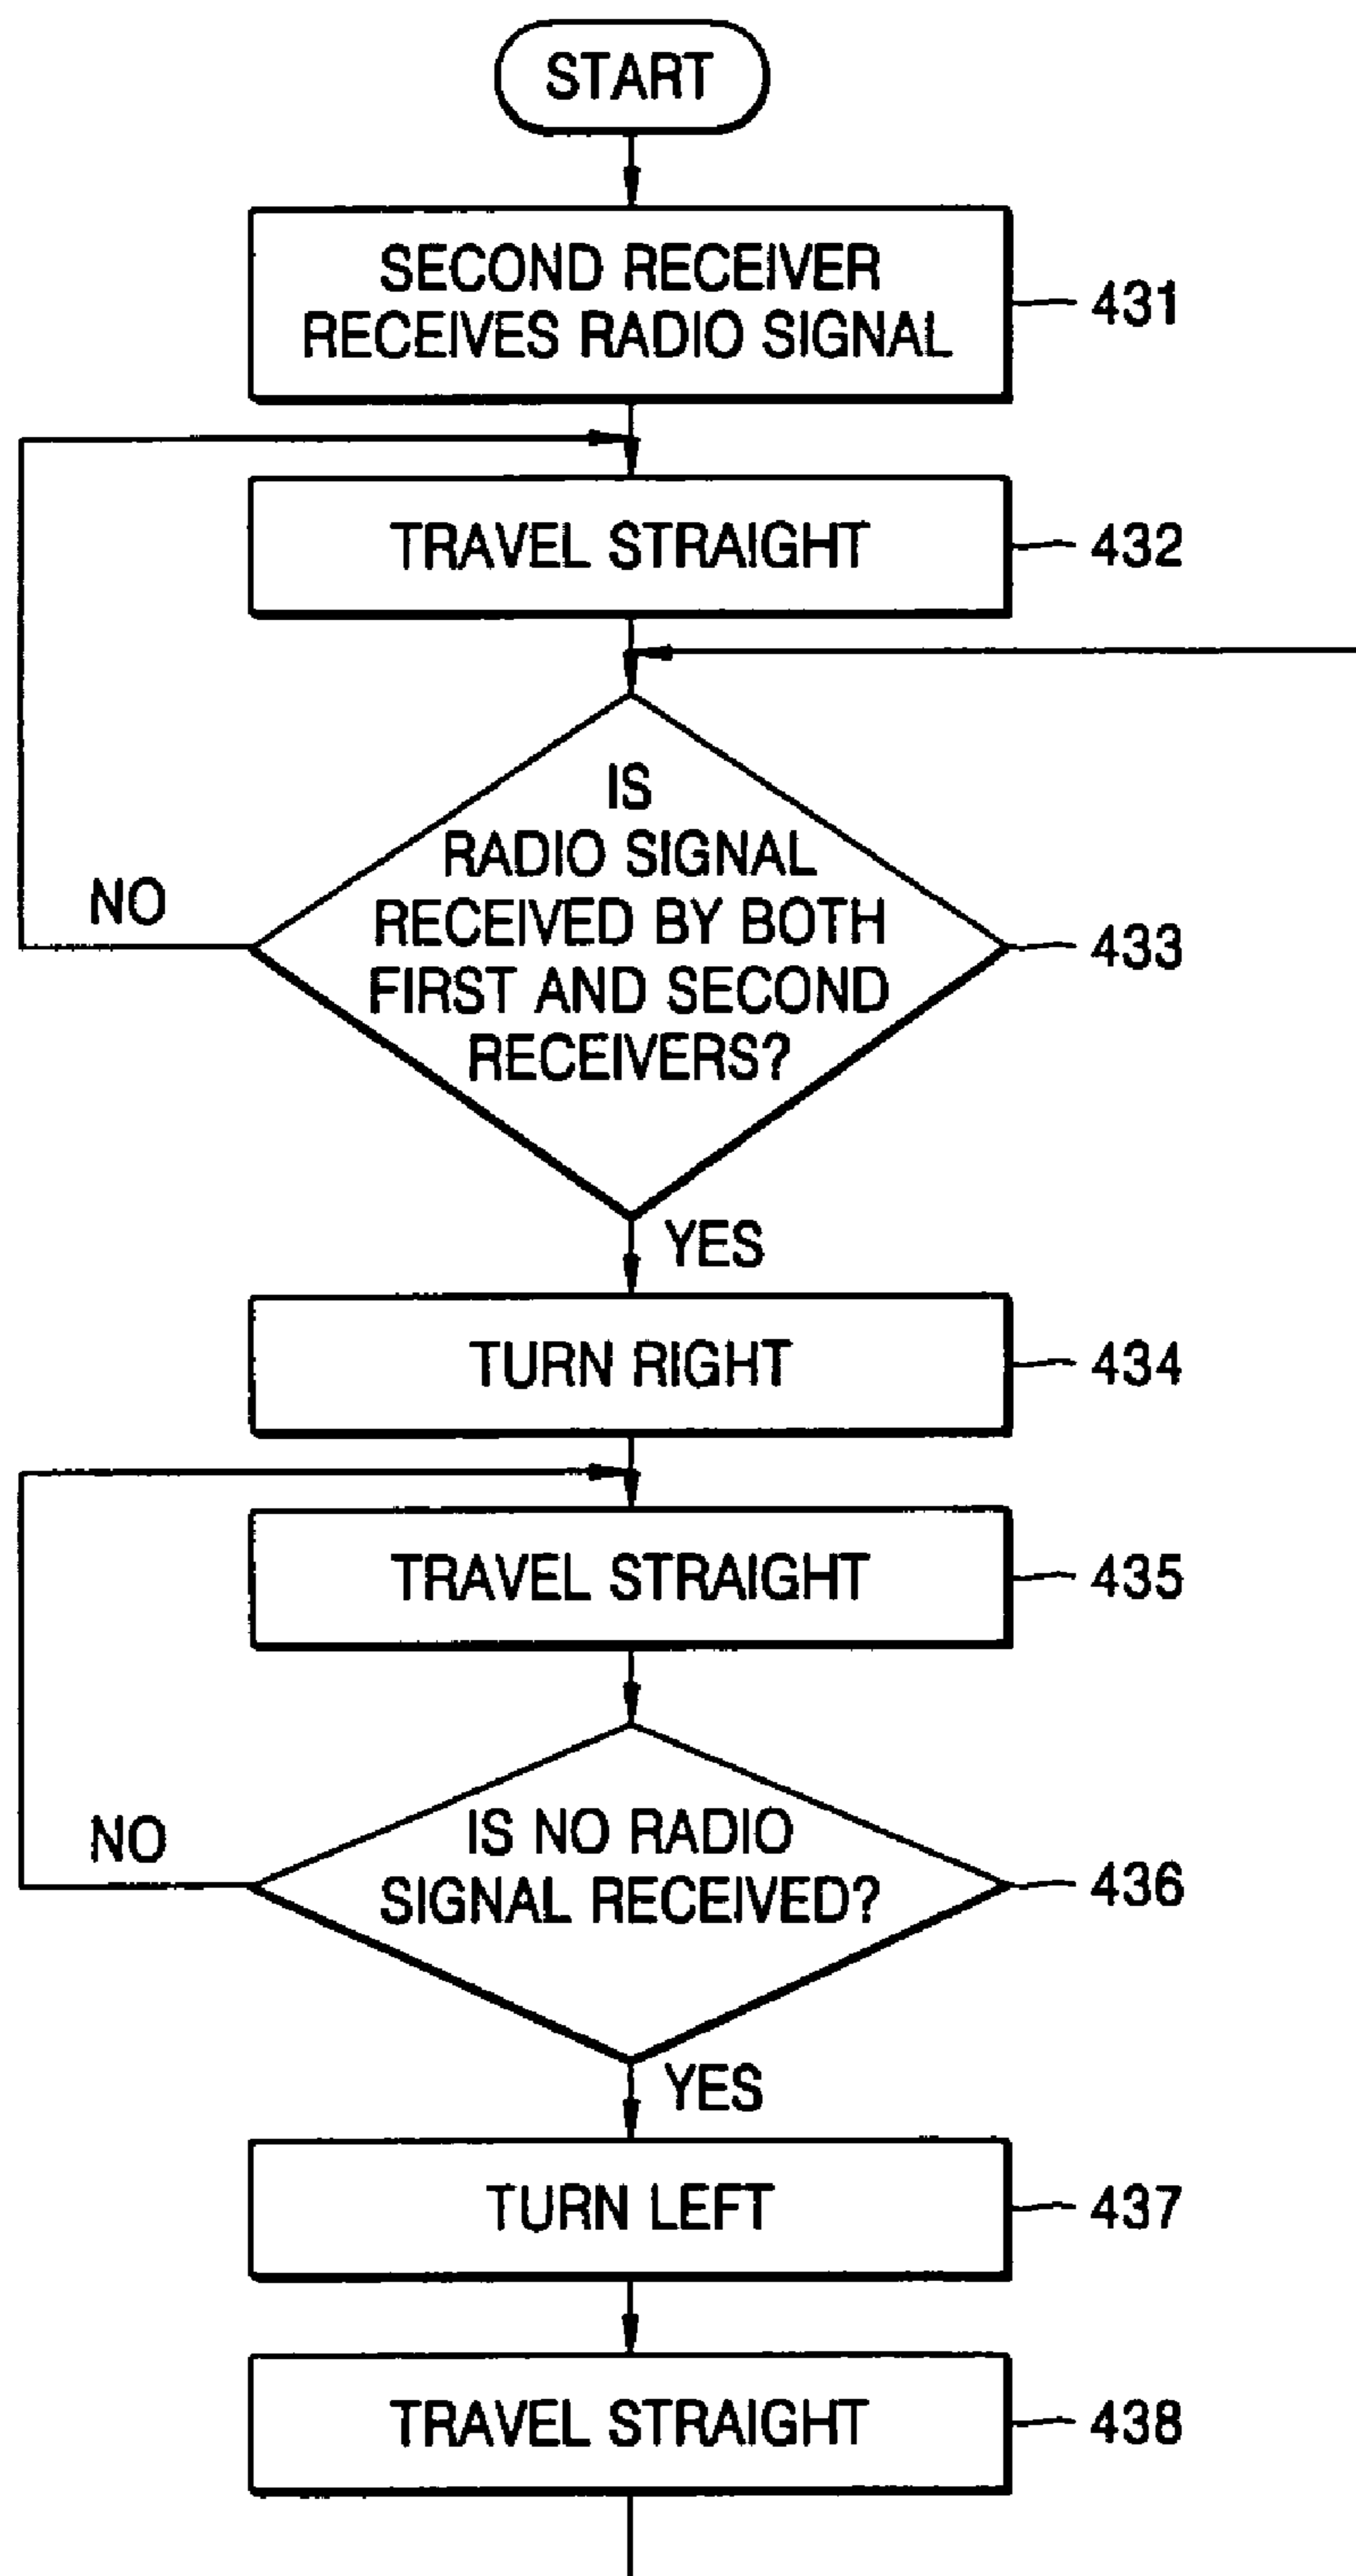 START
SECOND RECEIVER
RECEIVES RADIO SIGNAL
431
TRAVEL STRAIGHT
432
IS
RADIO SIGNAL
RECEIVED BY BOTH
FIRST AND SECOND
RECEIVERS?
433
NO
YES
TURN RIGHT
434
TRAVEL STRAIGHT
435
IS NO RADIO
SIGNAL RECEIVED?
436
NO
YES
TURN LEFT
437
TRAVEL STRAIGHT
438